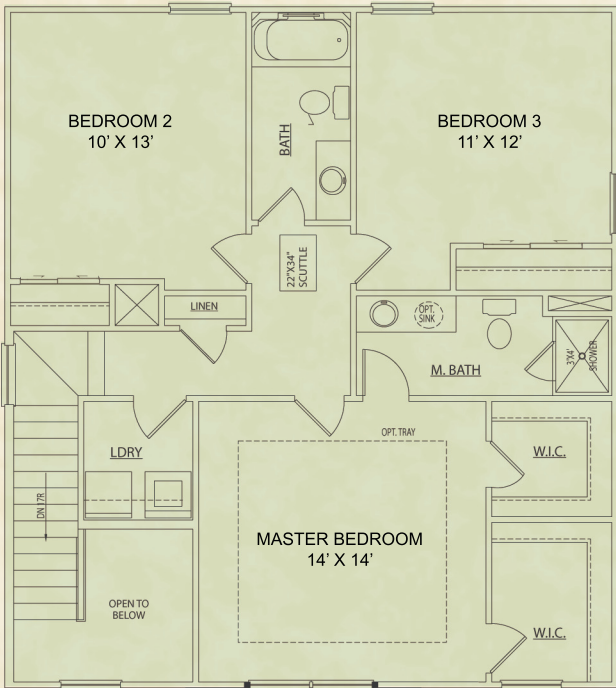 BEDROOM 2
10’ X 13’
BATH
BEDROOM 3
11’ X 12’
22"X34"
SCUTTLE
LINEN
OPT.
SINK
M. BATH
3'X4'
SHOWER
LDRY
OPT. TRAY
W.I.C.
DN 17R
MASTER BEDROOM
14’ X 14’
OPEN TO
BELOW
W.I.C.